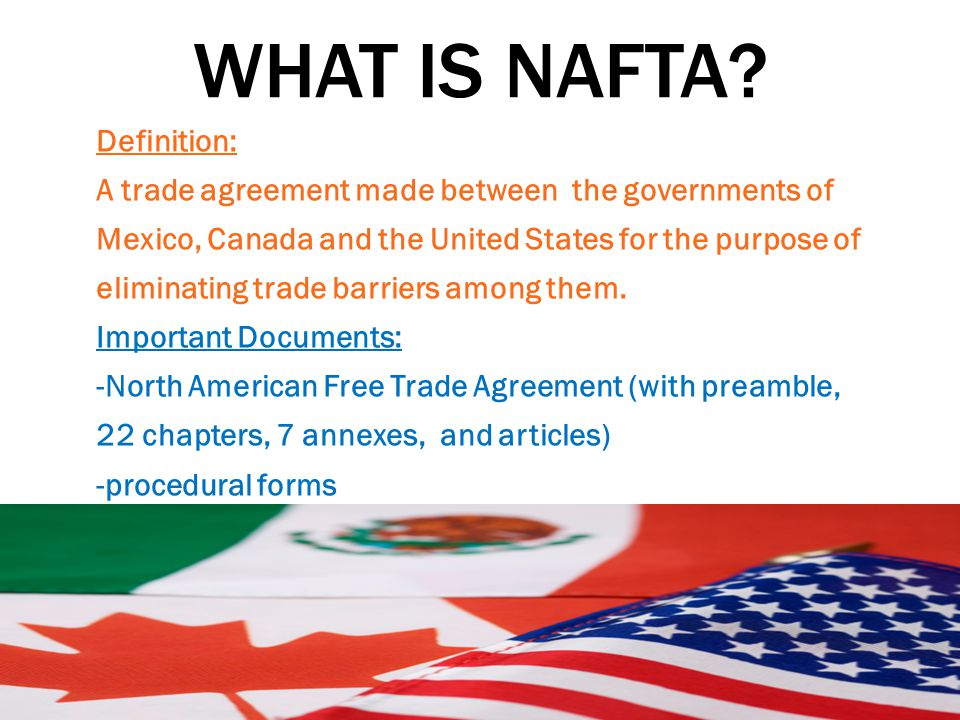 WHAT IS NAFTA?
Definition:
A trade agreement made between  the governments of
Mexico, Canada and the United States for the purpose of
eliminating trade barriers among them.
Important Documents:
-North American Free Trade Agreement (with preamble,
22 chapters, 7 annexes,  and articles)
-procedural forms